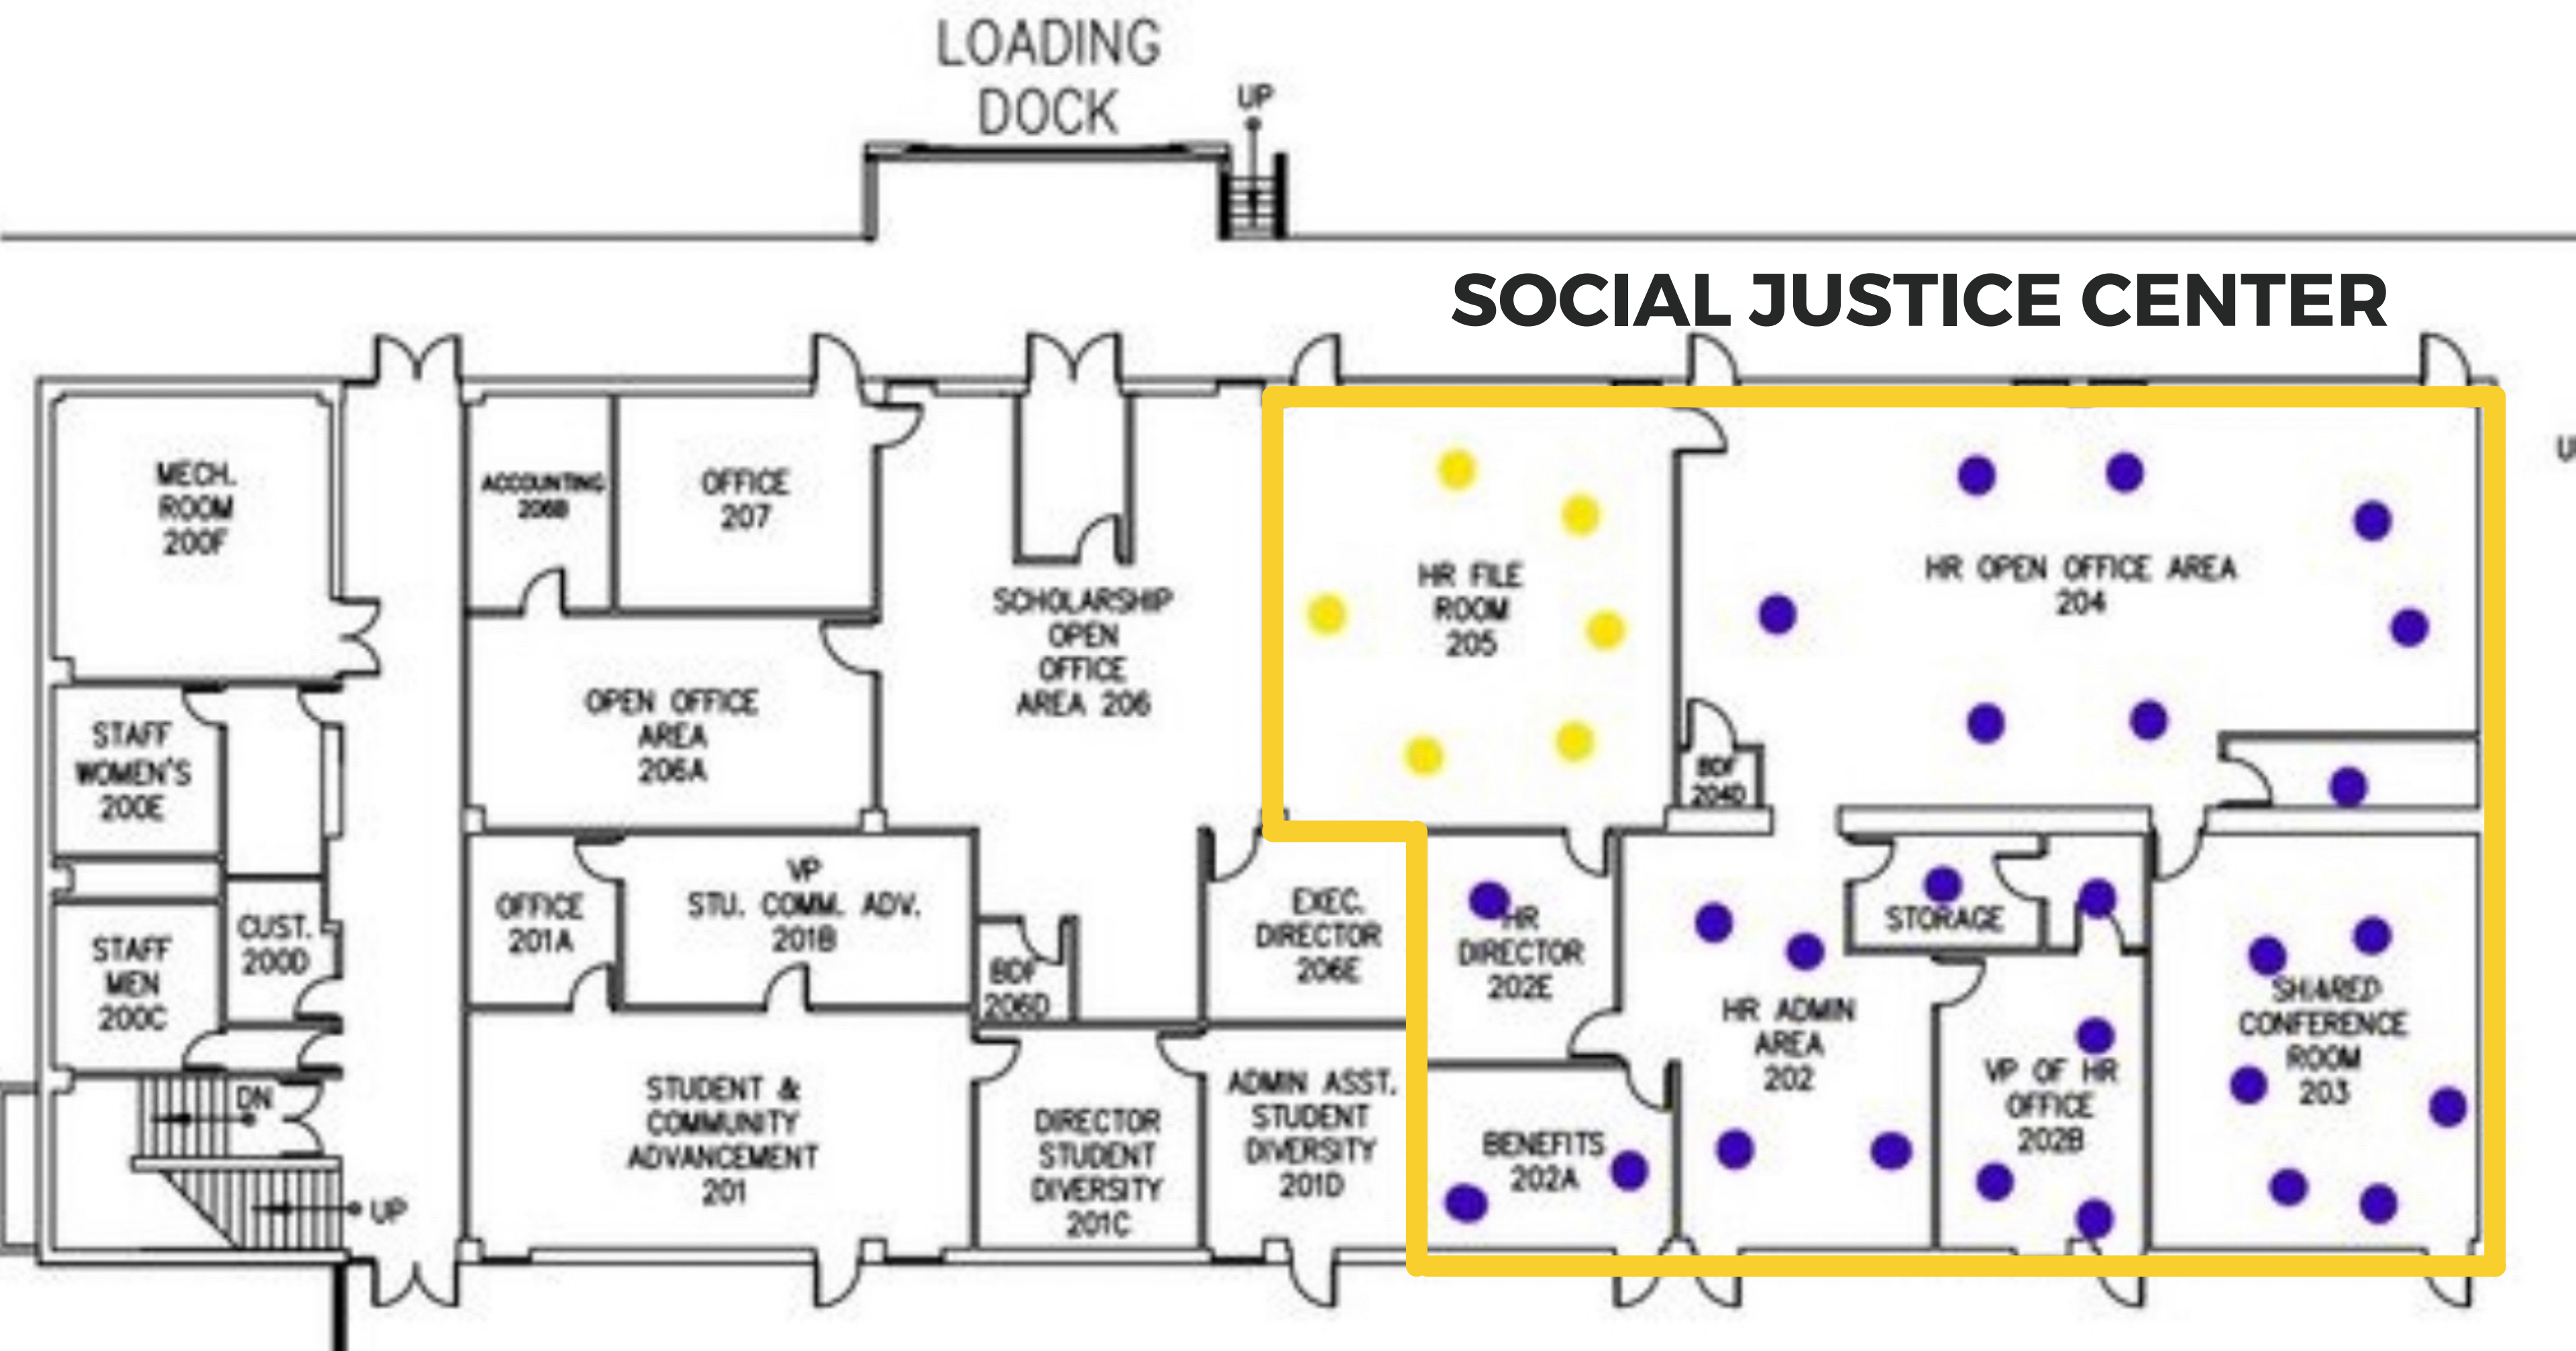 LOADING
DOCK
UP
SOCIAL JUSTICE CENTER
MECH.
ROOM
200F
ACCOUNTING
206B
OFFICE
207
SCHOLARSHIP
OPEN
OFFICE
AREA 206
HR FILE
ROOM
205
HR OPEN OFFICE AREA
204
OPEN OFFICE
AREA
206A
STAFF
WOMEN'S
200E
BDF
204D
OFFICE
201A
VP
STU. COMM. ADV.
201B
EXEC.
DIRECTOR
206E
HR
DIRECTOR
202E
STORAGE
CUST.
200D
STAFF
MEN
200C
BDF
206D
HR ADMIN
AREA
202
SHARED
CONFERENCE
ROOM
203
VP OF HR
OFFICE
202B
DN
UP
STUDENT &
COMMUNITY
ADVANCEMENT
201
DIRECTOR
STUDENT
DIVERSITY
201C
ADMIN ASST.
STUDENT
DIVERSITY
201D
BENEFITS
202A